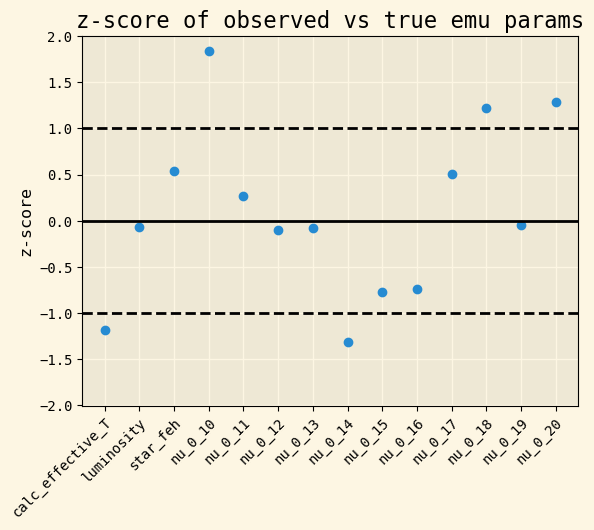 z-score of observed vs true emu params
z-score
2.0
1.5
1.0
0.5
0.0
−0.5
−1.0
−1.5
−2.0
calc_effective_T
luminosity
star_feh
nu_0_10
nu_0_11
nu_0_12
nu_0_13
nu_0_14
nu_0_15
nu_0_16
nu_0_17
nu_0_18
nu_0_19
nu_0_20